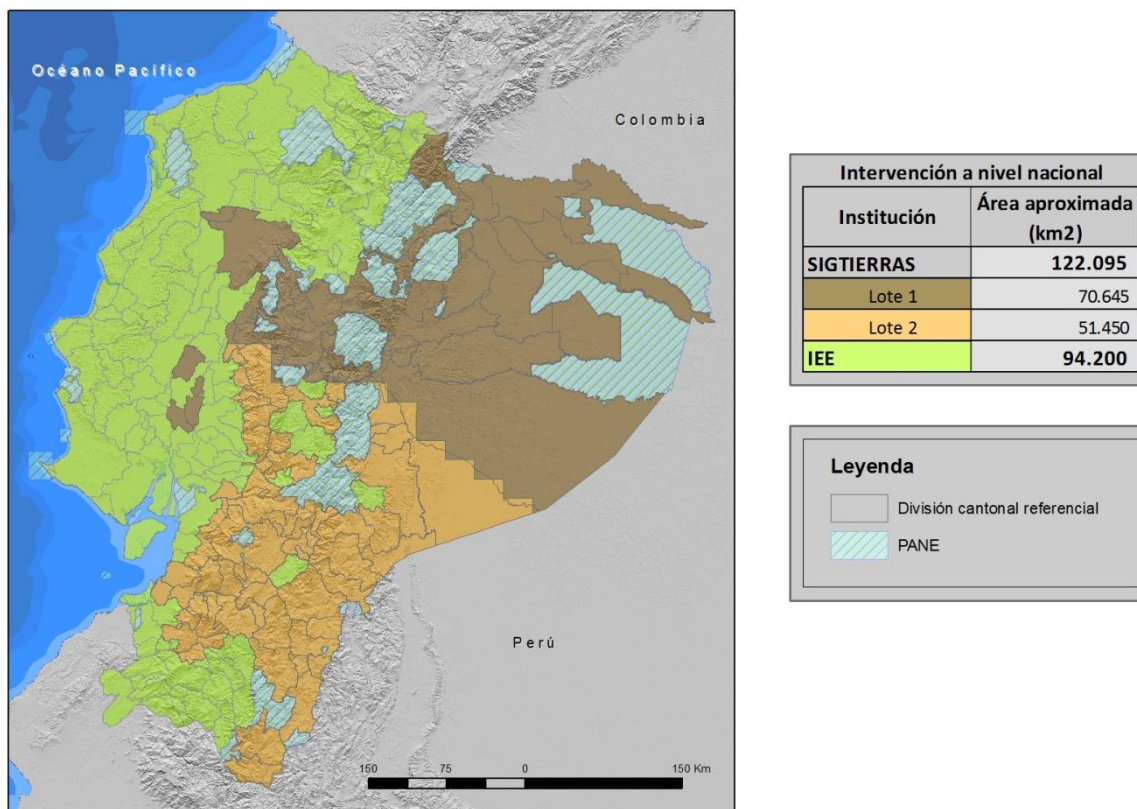 Océano Pacífico
Colombia
Perú
150 75 0 150 Km
Intervención a nivel nacional
Institución Área aproximada
(km2)
SIGTIERRAS 122.095
Lote 1 70.645
Lote 2 51.450
IEE 94.200
Leyenda
División cantonal referencial
PANE